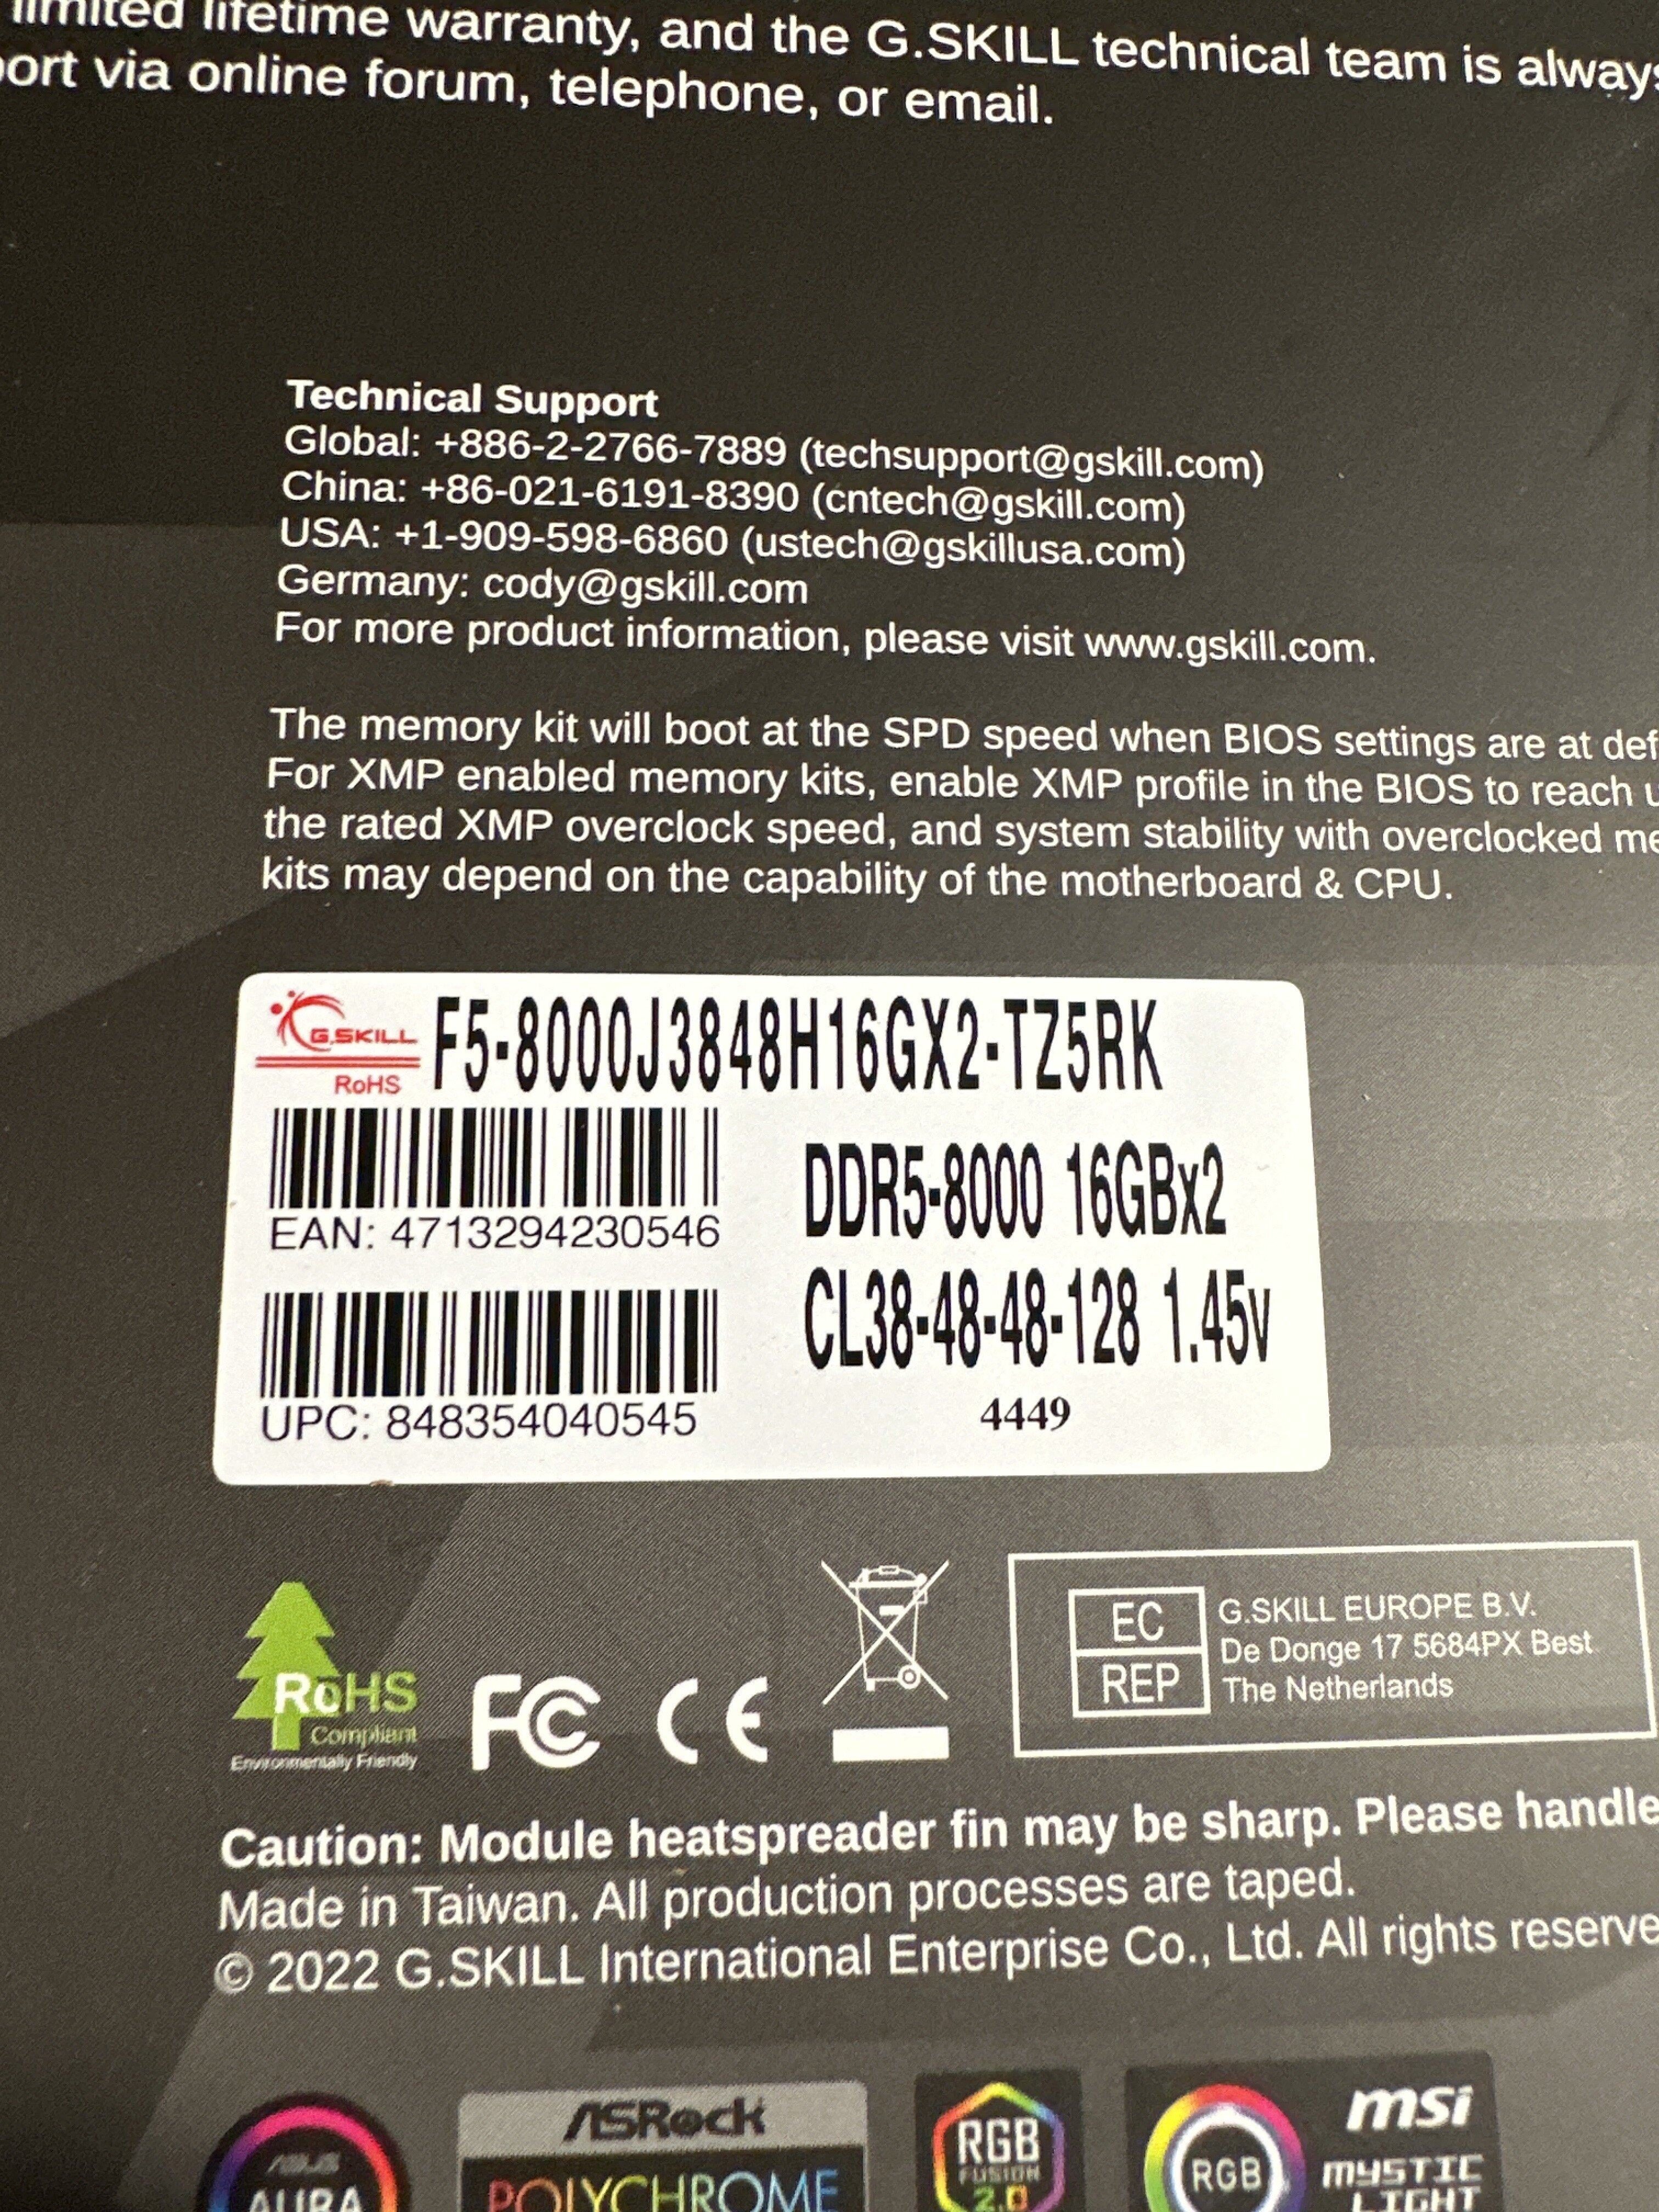 limited lifetime warranty, and the G.SKILL technical team is always
port via online forum, telephone, or email.
Technical Support
Global: +886-2-2766-7889 (techsupport@gskill.com)
China: +86-021-6191-8390 (cntech@gskill.com)
USA: +1-909-598-6860 (ustech@gskillusa.com)
Germany: cody@gskill.com
For more product information, please visit www.gskill.com.
The memory kit will boot at the SPD speed when BIOS settings are at def
For XMP enabled memory kits, enable XMP profile in the BIOS to reach u
the rated XMP overclock speed, and system stability with overclocked me
kits may depend on the capability of the motherboard & CPU.
G.SKILL
RoHS
F5-8000J3848H16GX2-TZ5RK
EAN: 4713294230546
DDR5-8000 16GBx2
CL38-48-48-128 1.45v
UPC: 848354040545
4449
RoHS
Compliant
Environmentally Friendly
FC CE
EC
REP
G.SKILL EUROPE B.V.
De Donge 17 5684PX Best
The Netherlands
Caution: Module heatspreader fin may be sharp. Please handle
Made in Taiwan. All production processes are taped.
© 2022 G.SKILL International Enterprise Co., Ltd. All rights reserve
ASUS
AURA
ASRock
POLYCHROME
RGB
FUSION
2.0
RGB
msi
MYSTIC
LIGHT